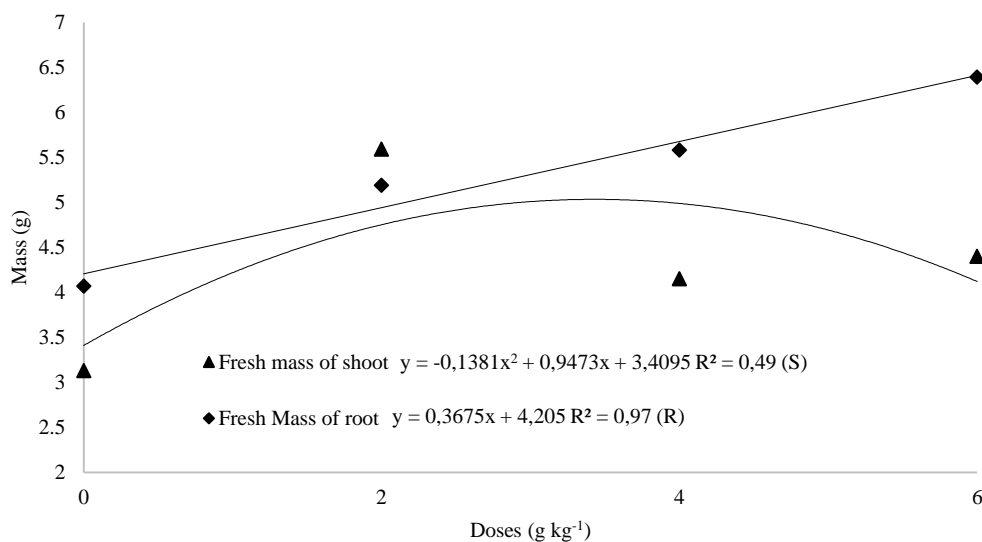 7
6.5
6
5.5
5
4.5
4
3.5
3
2.5
2
Mass (g)
Fresh mass of shoot y = -0,1381x² + 0,9473x + 3,4095 R² = 0,49 (S)
Fresh Mass of root y = 0,3675x + 4,205 R² = 0,97 (R)
0 2 4 6
Doses (g kg⁻¹)